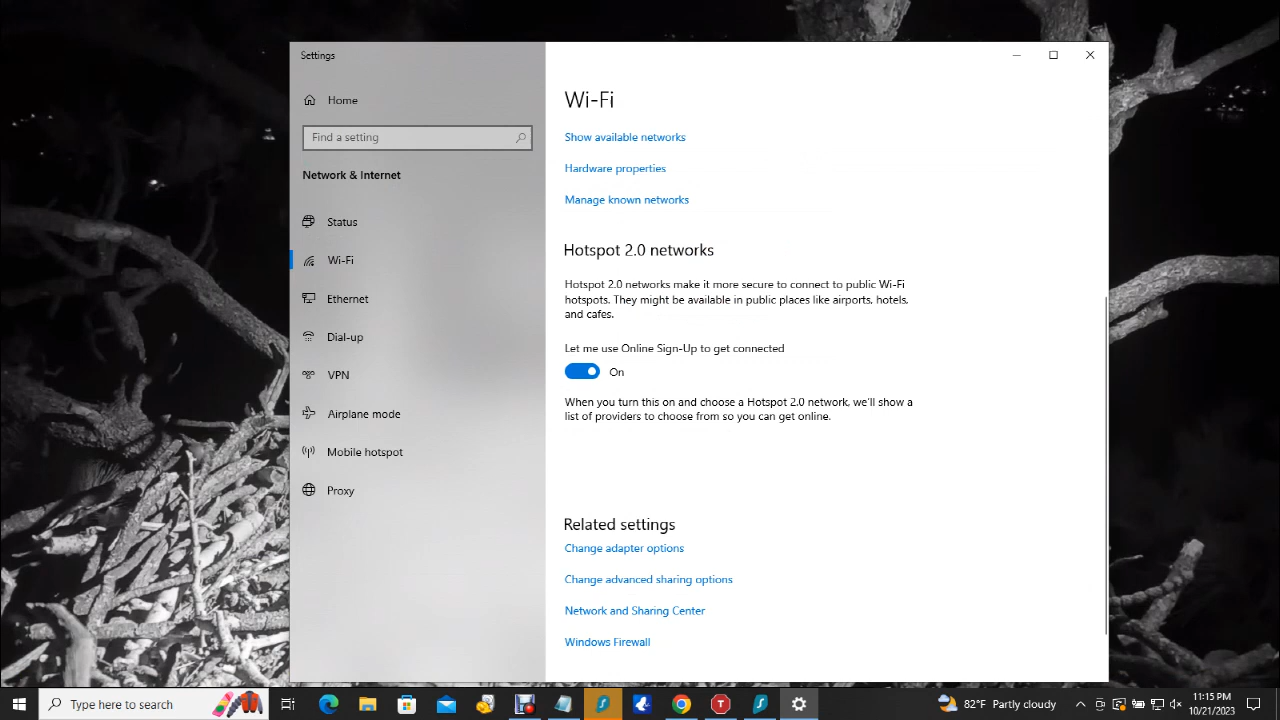 Settings
Home
Find a setting
Network & Internet
Status
Wi-Fi
Ethernet
Dial-up
VPN
Airplane mode
Mobile hotspot
Proxy
Wi-Fi
Show available networks
Hardware properties
Manage known networks
Hotspot 2.0 networks
Hotspot 2.0 networks make it more secure to connect to public Wi-Fi
hotspots. They might be available in public places like airports, hotels,
and cafes.
Let me use Online Sign-Up to get connected
On
When you turn this on and choose a Hotspot 2.0 network, we'll show a
list of providers to choose from so you can get online.
Related settings
Change adapter options
Change advanced sharing options
Network and Sharing Center
Windows Firewall
Type here to search
T
82°F Partly cloudy
11:15 PM
10/21/2023